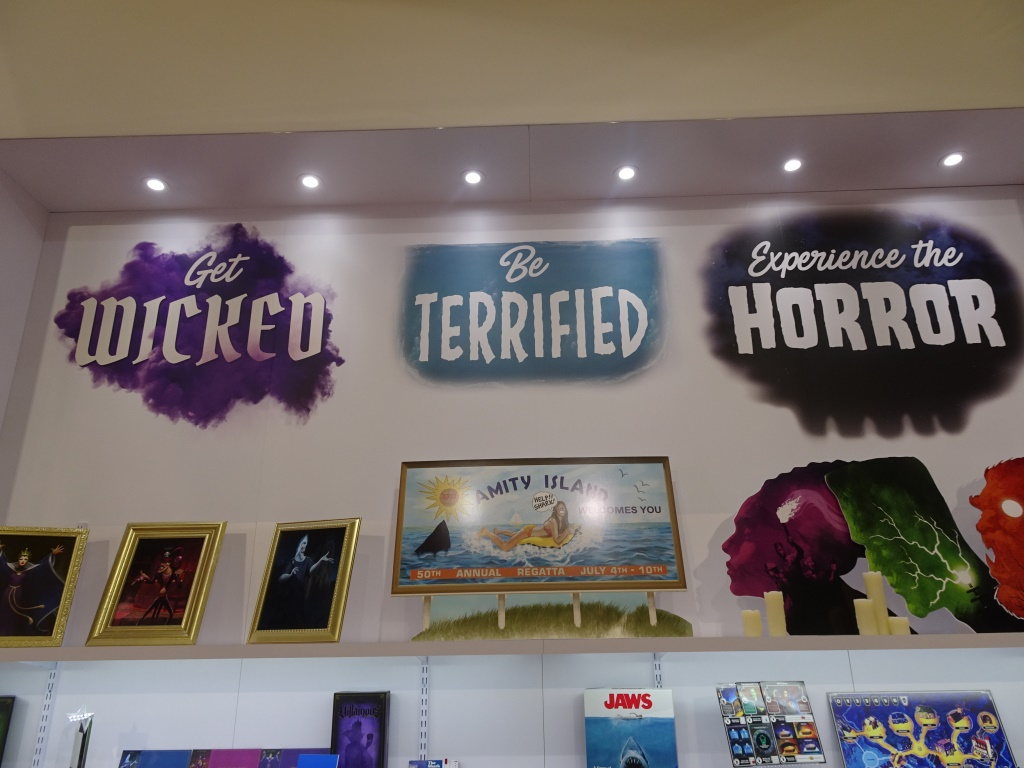 Get
WICKED
Be
TERRIFIED
Experience the
HORROR
AMITY ISLAND
HELP!!
SHARK!
WELCOMES YOU
50TH ANNUAL REGATTA JULY 4TH - 10TH
Villainous
JAWS